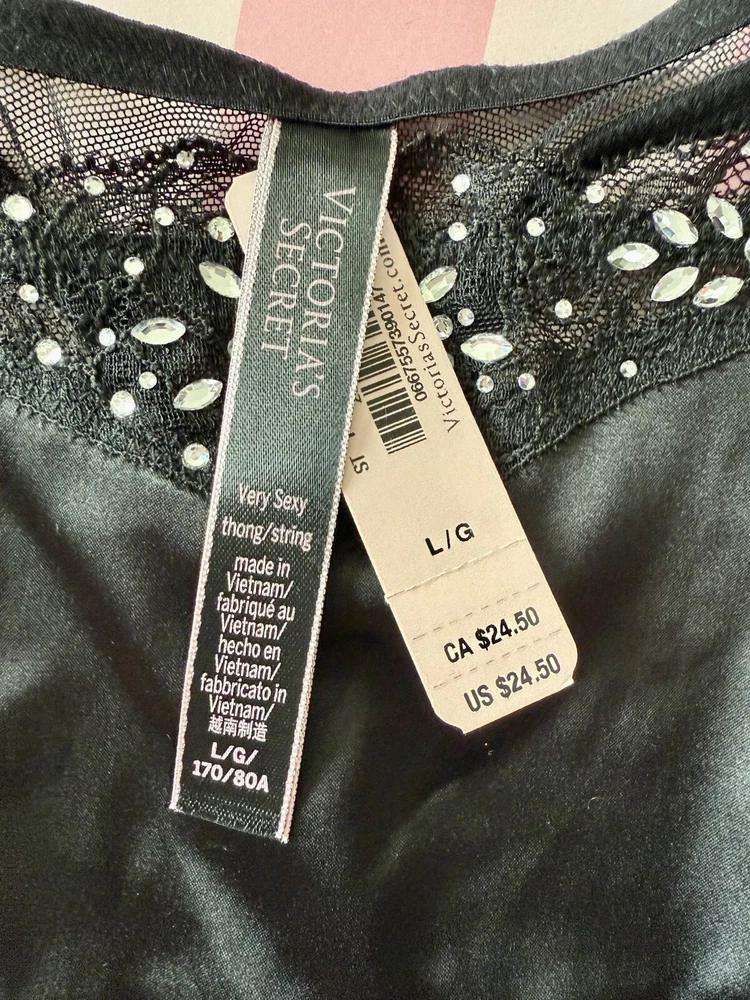 VICTORIA'S
SECRET
Very Sexy
thong/string
made in
Vietnam/
fabriqué au
Vietnam/
hecho en
Vietnam/
fabbricato in
Vietnam/
越南制造
L/G/
170/80A
VictoriasSecret.com
ST
L/G
CA $24.50
US $24.50